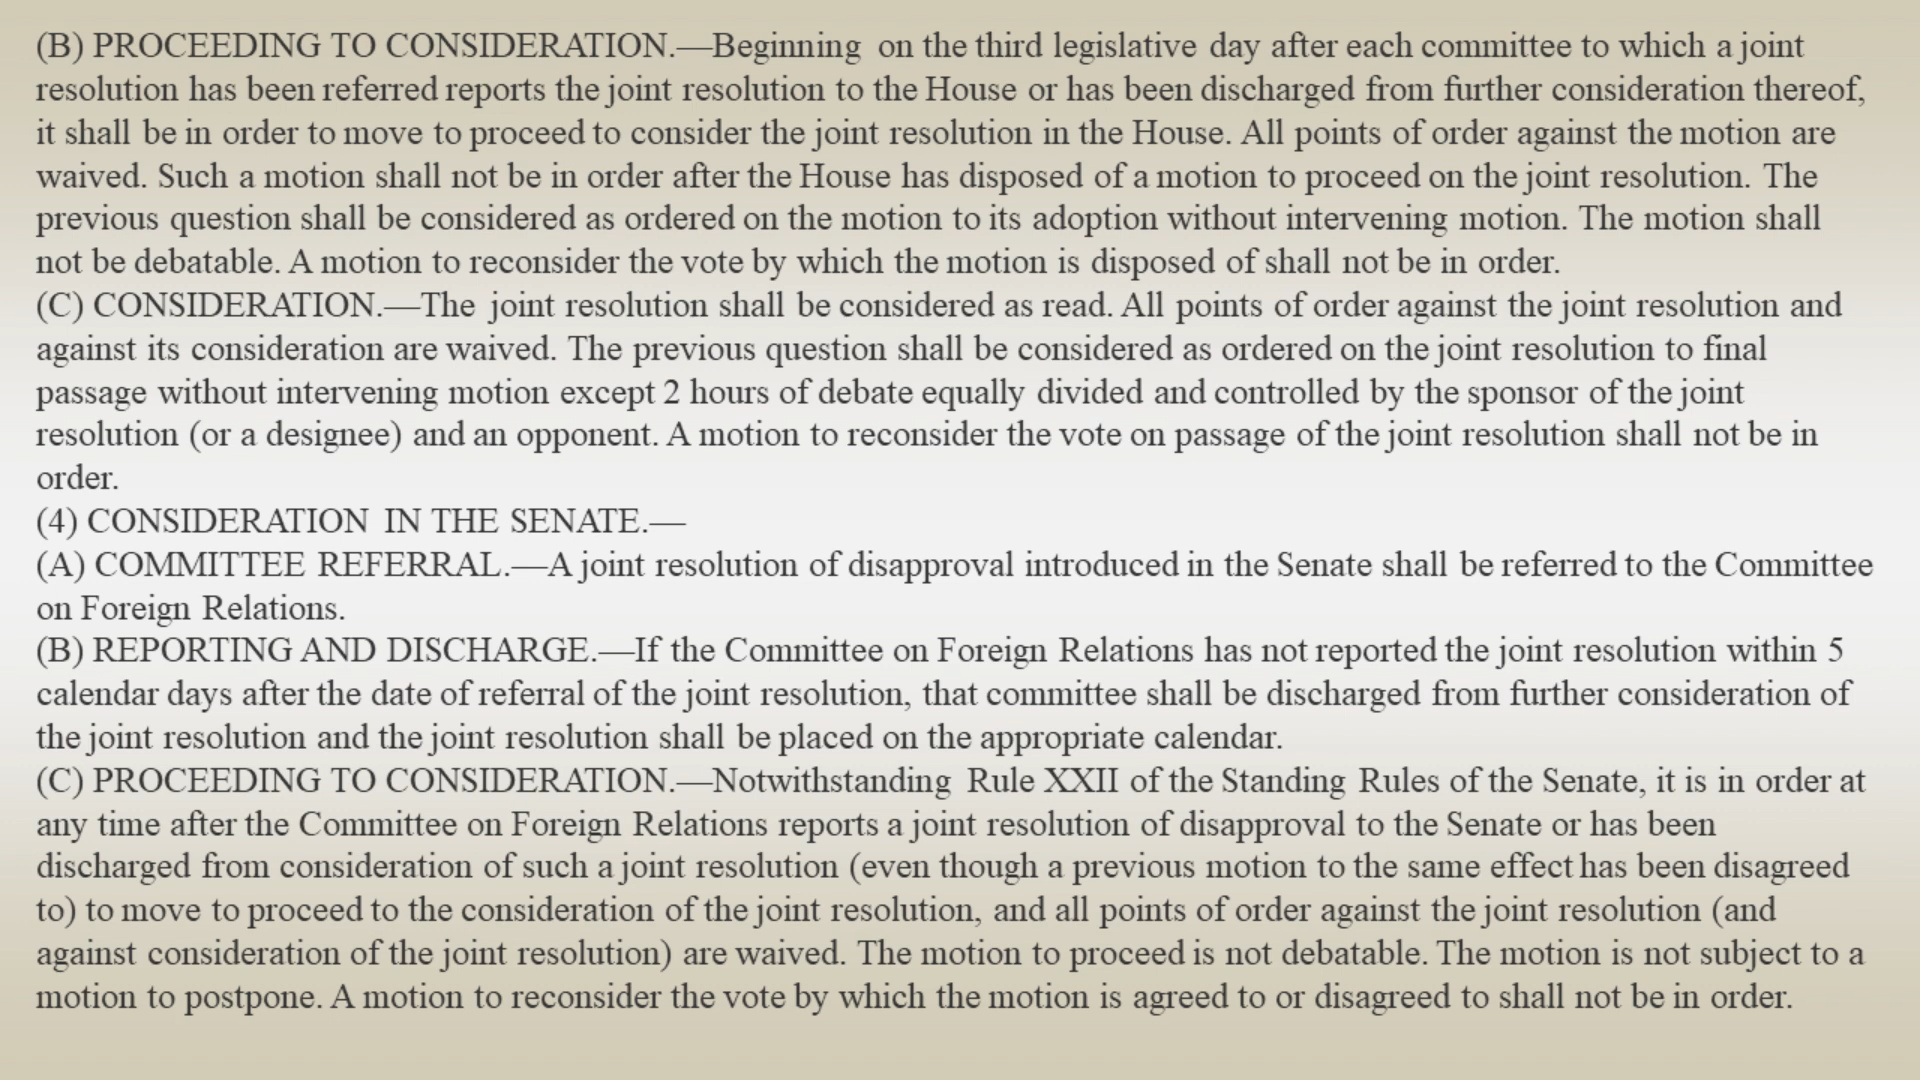 (B) PROCEEDING TO CONSIDERATION.—Beginning on the third legislative day after each committee to which a joint
resolution has been referred reports the joint resolution to the House or has been discharged from further consideration thereof,
it shall be in order to move to proceed to consider the joint resolution in the House. All points of order against the motion are
waived. Such a motion shall not be in order after the House has disposed of a motion to proceed on the joint resolution. The
previous question shall be considered as ordered on the motion to its adoption without intervening motion. The motion shall
not be debatable. A motion to reconsider the vote by which the motion is disposed of shall not be in order.
(C) CONSIDERATION.—The joint resolution shall be considered as read. All points of order against the joint resolution and
against its consideration are waived. The previous question shall be considered as ordered on the joint resolution to final
passage without intervening motion except 2 hours of debate equally divided and controlled by the sponsor of the joint
resolution (or a designee) and an opponent. A motion to reconsider the vote on passage of the joint resolution shall not be in
order.
(4) CONSIDERATION IN THE SENATE.—
(A) COMMITTEE REFERRAL.—A joint resolution of disapproval introduced in the Senate shall be referred to the Committee
on Foreign Relations.
(B) REPORTING AND DISCHARGE.—If the Committee on Foreign Relations has not reported the joint resolution within 5
calendar days after the date of referral of the joint resolution, that committee shall be discharged from further consideration of
the joint resolution and the joint resolution shall be placed on the appropriate calendar.
(C) PROCEEDING TO CONSIDERATION.—Notwithstanding Rule XXII of the Standing Rules of the Senate, it is in order at
any time after the Committee on Foreign Relations reports a joint resolution of disapproval to the Senate or has been
discharged from consideration of such a joint resolution (even though a previous motion to the same effect has been disagreed
to) to move to proceed to the consideration of the joint resolution, and all points of order against the joint resolution (and
against consideration of the joint resolution) are waived. The motion to proceed is not debatable. The motion is not subject to a
motion to postpone. A motion to reconsider the vote by which the motion is agreed to or disagreed to shall not be in order.